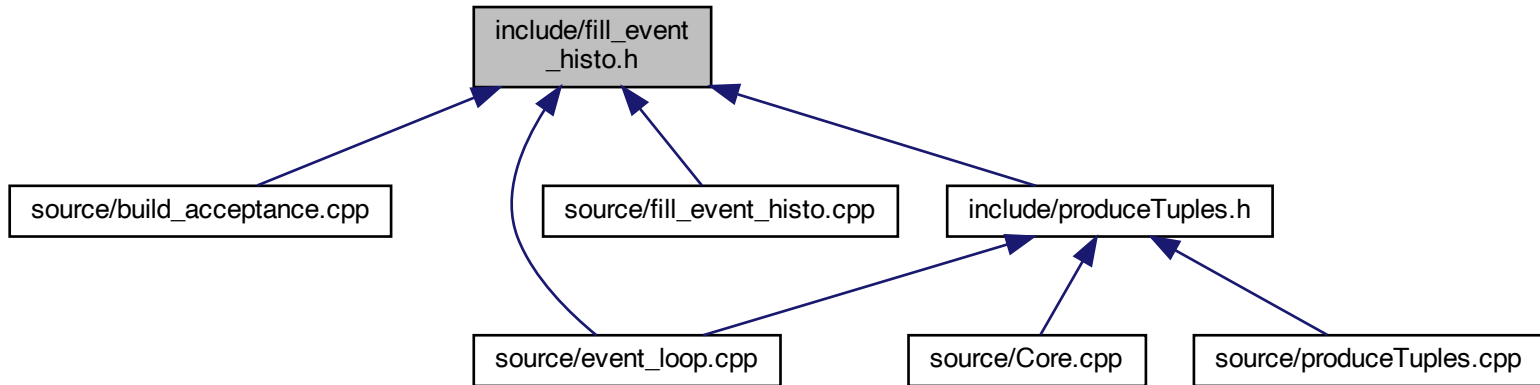 include/fill_event
_histo.h
source/build_acceptance.cpp
source/fill_event_histo.cpp
include/produceTuples.h
source/event_loop.cpp
source/Core.cpp
source/produceTuples.cpp